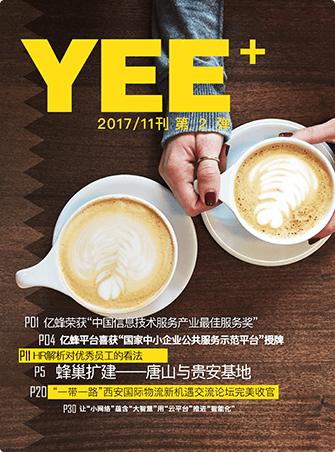 YEE+
2017/11刊 第 2 弹
P01 亿蜂荣获“中国信息技术服务产业最佳服务奖”
P04 亿蜂平台喜获“国家中小企业公共服务示范平台”授牌
P11 HR解析对优秀员工的看法
P5 蜂巢扩建——唐山与贵安基地
P20 “一带一路”西安国际物流新机遇交流论坛完美收官
P30 让“小网络”蕴含“大智慧”用“云平台”推进“智能化”